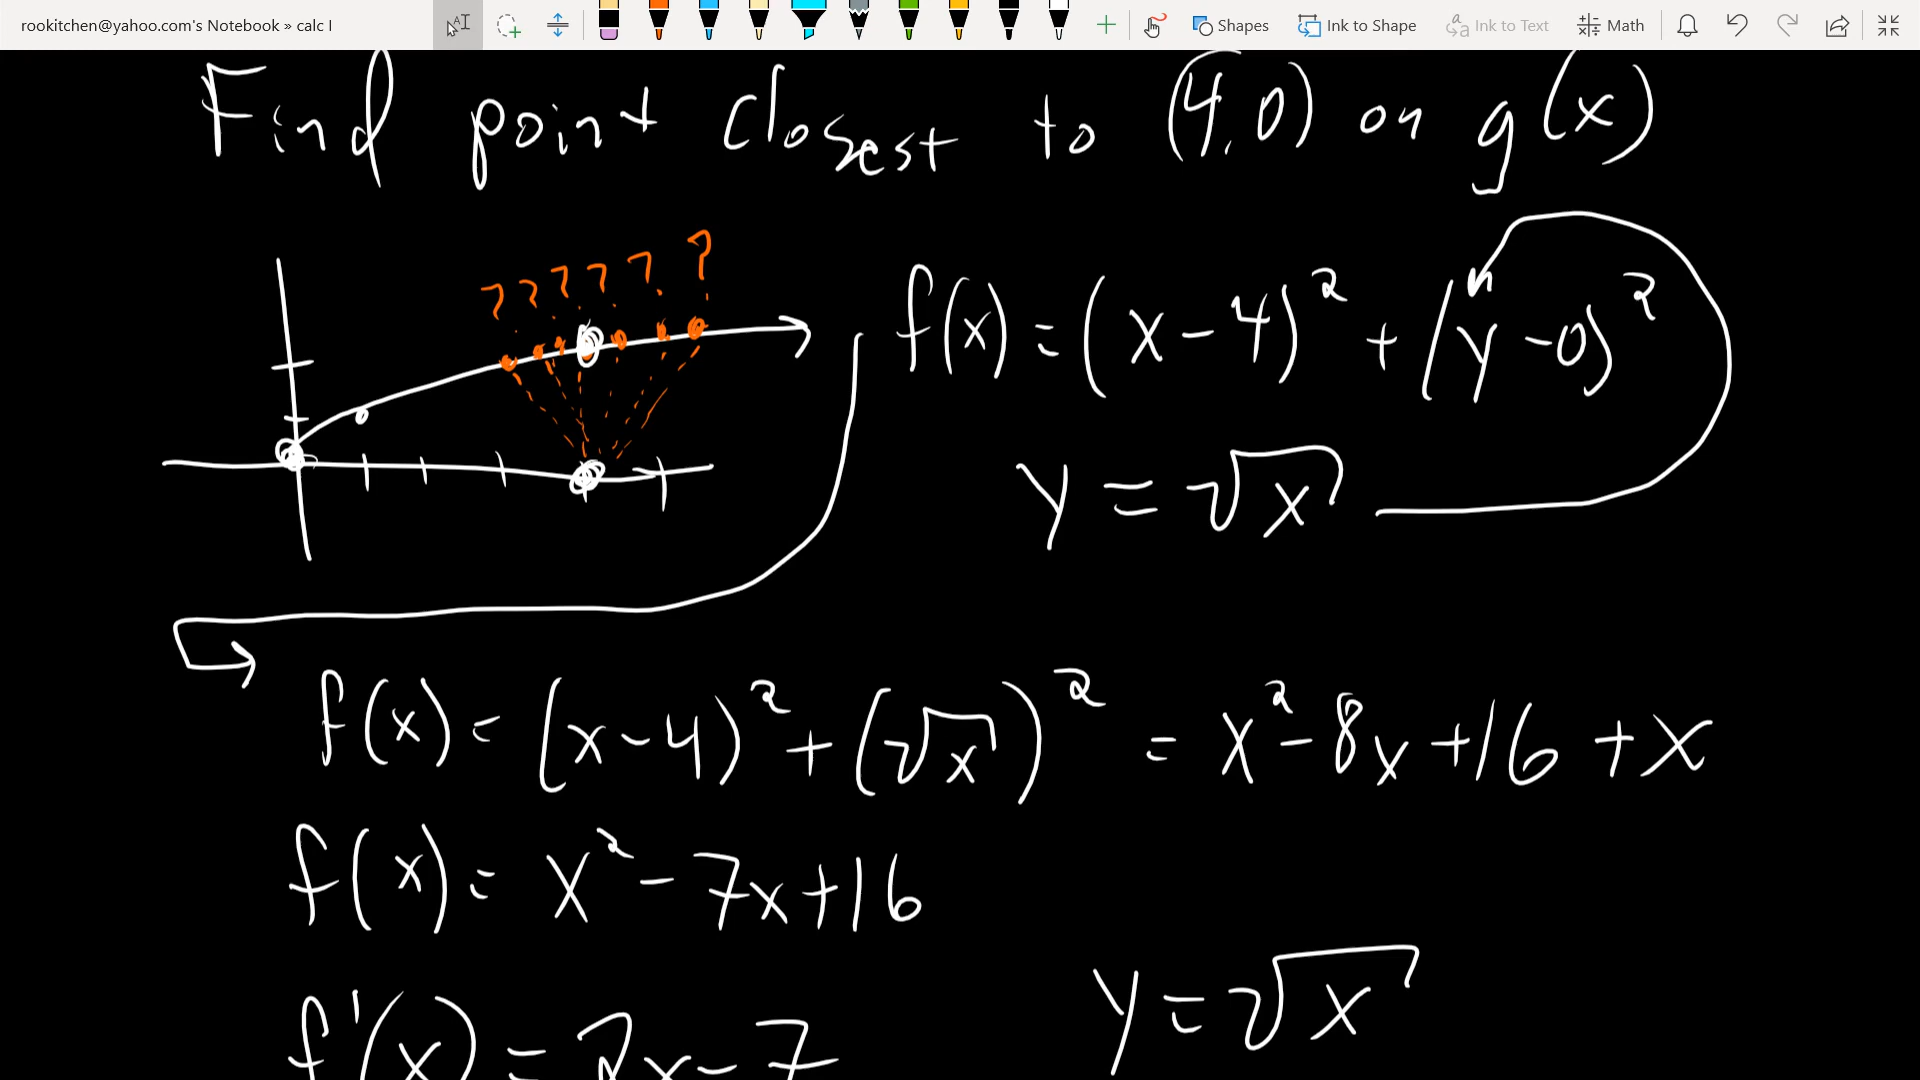 rookitchen@yahoo.com's Notebook » calc I
Shapes
Ink to Shape
Ink to Text
Math
Find point closest to (4,0) on g(x)
? ? ? ? ? ?
f(x) = (x-4)² + (y-0)²
y = √x
f(x) = (x-4)² + (√x)² = x²-8x+16+x
f(x) = x²-7x+16
y=√x
f'(x) = 2x-7